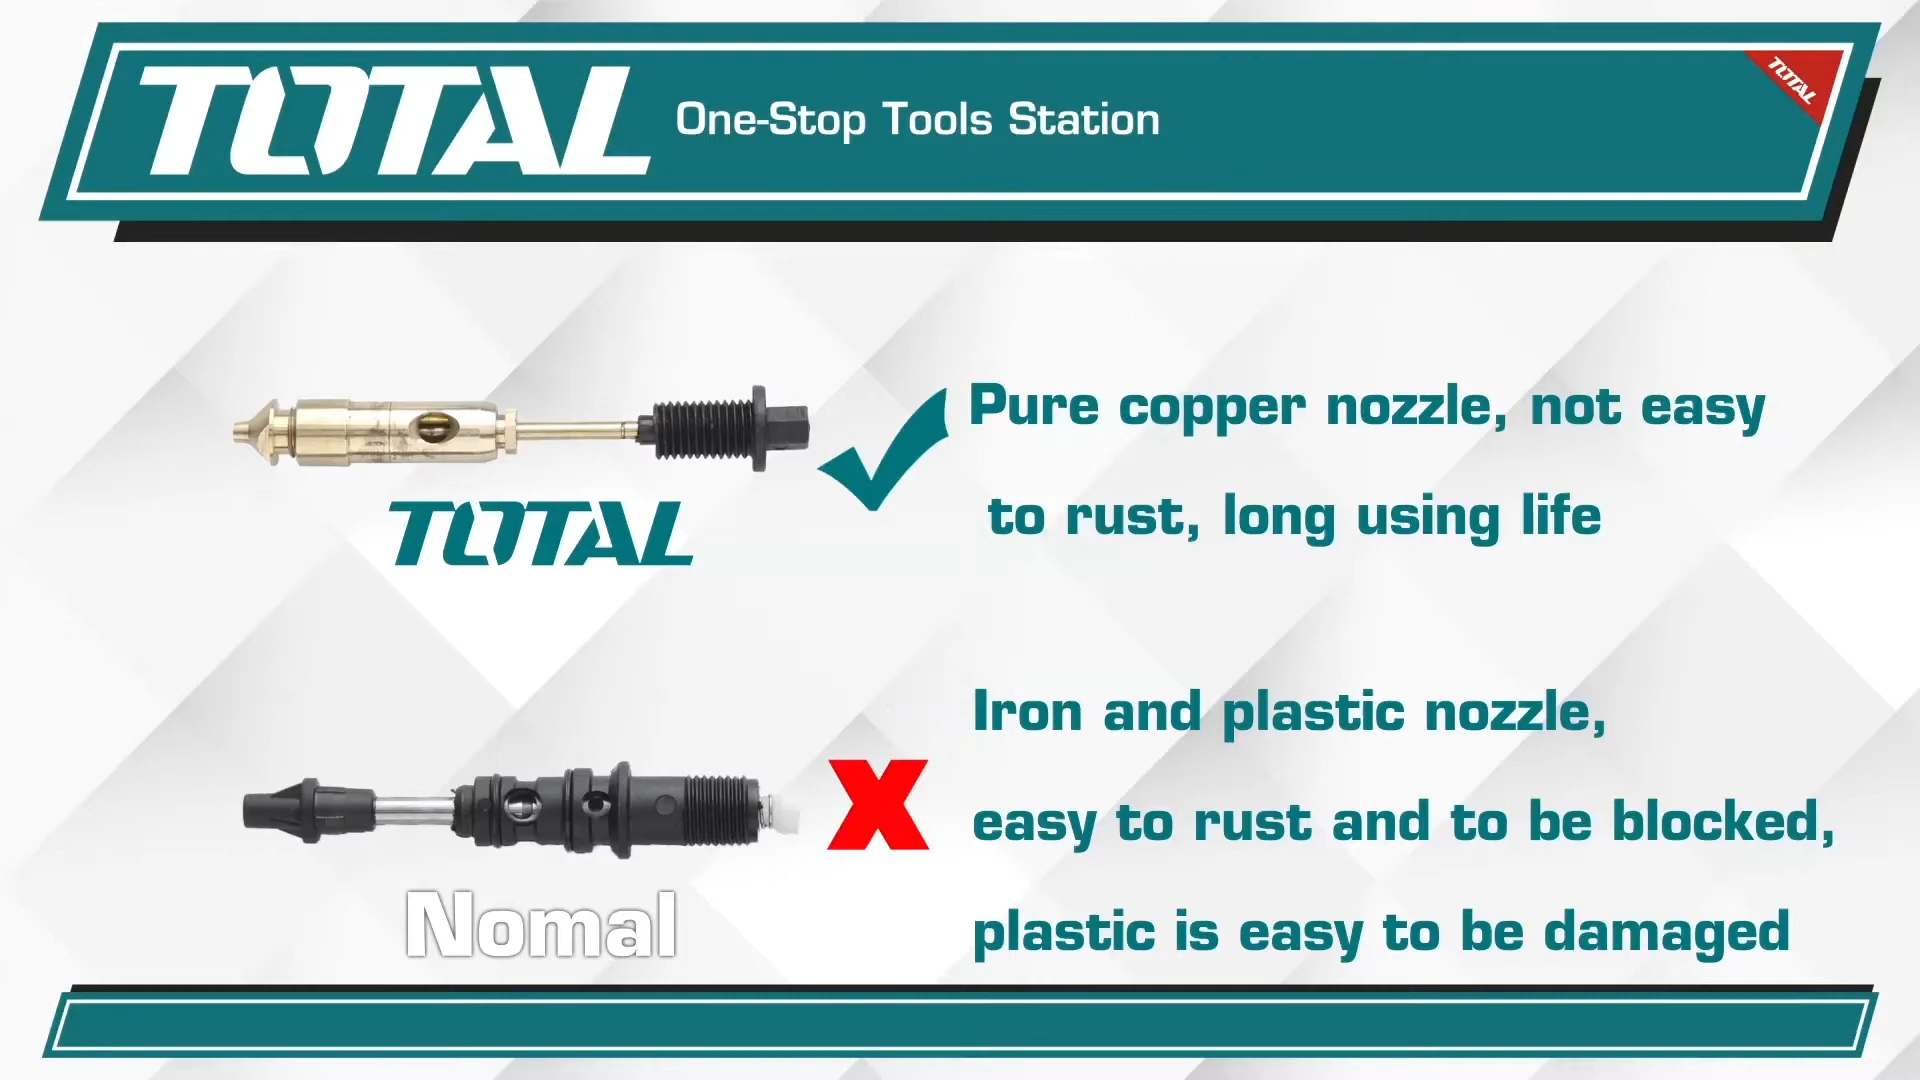 TOTAL
One-Stop Tools Station
TOTAL
Pure copper nozzle, not easy
to rust, long using life
TOTAL
Iron and plastic nozzle,
easy to rust and to be blocked,
plastic is easy to be damaged
Nomal